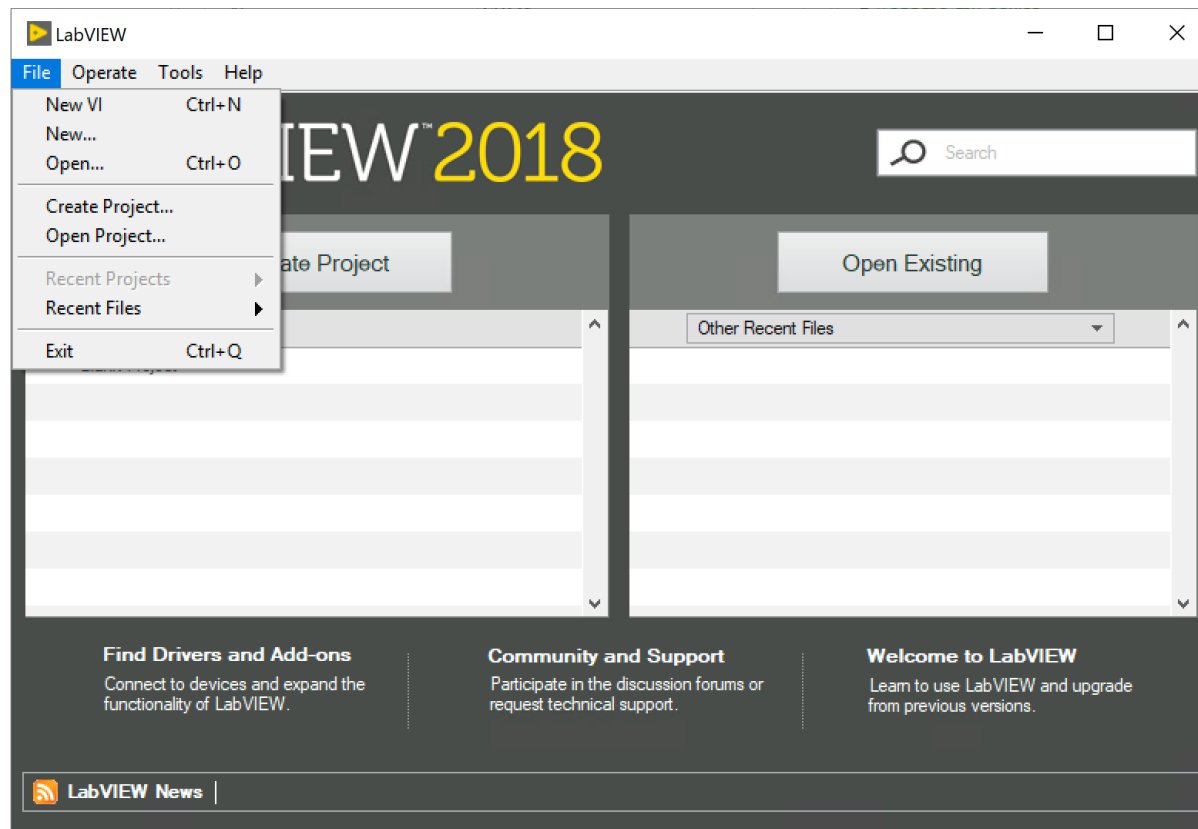 LabVIEW
File Operate Tools Help
New VI Ctrl+N
New...
Open... Ctrl+O
Create Project...
Open Project...
Recent Projects
Recent Files
Exit Ctrl+Q
IEW™ 2018
Search
ate Project
Open Existing
Other Recent Files
Find Drivers and Add-ons
Connect to devices and expand the
functionality of LabVIEW.
Community and Support
Participate in the discussion forums or
request technical support.
Welcome to LabVIEW
Learn to use LabVIEW and upgrade
from previous versions.
LabVIEW News